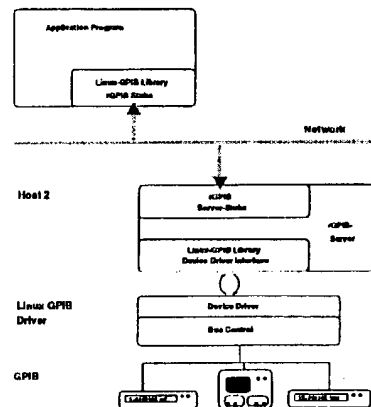 Application Program
Linux-GPIB Library
rGPIB Stubs
Network
Host 2
rGPIB
Server-Stubs
rGPIB-
Server
Linux-GPIB Library
Device Driver Interface
Linux GPIB
Driver
Device Driver
Bus Control
GPIB